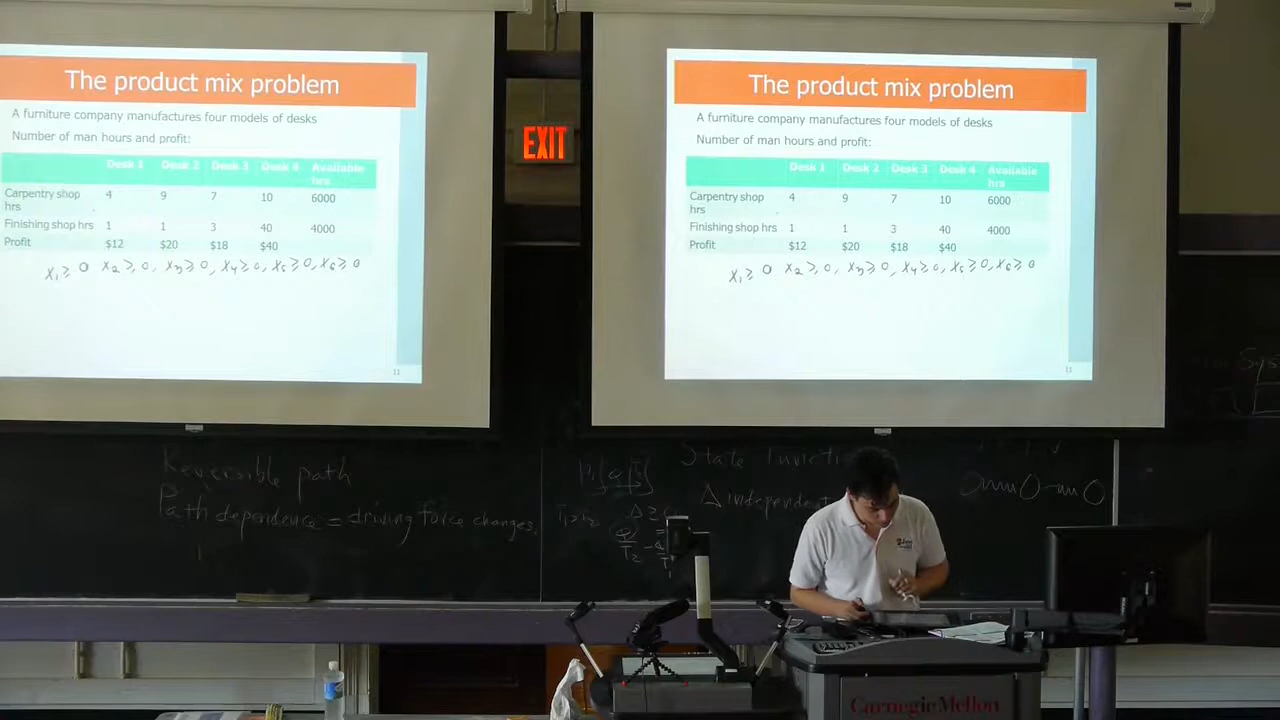 The product mix problem
A furniture company manufactures four models of desks
Number of man hours and profit:
Desk 1 Desk 2 Desk 3 Desk 4 Available hrs
Carpentry shop hrs 4 9 7 10 6000
Finishing shop hrs 1 1 3 40 4000
Profit $12 $20 $18 $40
x₁ ≥ 0 x₂ ≥ 0, x₃ ≥ 0, x₄ ≥ 0, x₅ ≥ 0, x₆ ≥ 0
11
EXIT
The product mix problem
A furniture company manufactures four models of desks
Number of man hours and profit:
Desk 1 Desk 2 Desk 3 Desk 4 Available hrs
Carpentry shop hrs 4 9 7 10 6000
Finishing shop hrs 1 1 3 40 4000
Profit $12 $20 $18 $40
x₁ ≥ 0 x₂ ≥ 0, x₃ ≥ 0, x₄ ≥ 0, x₅ ≥ 0, x₆ ≥ 0
11
Reversible path
Path dependence = driving force changes.
State
Δ independent
Carnegie Mellon